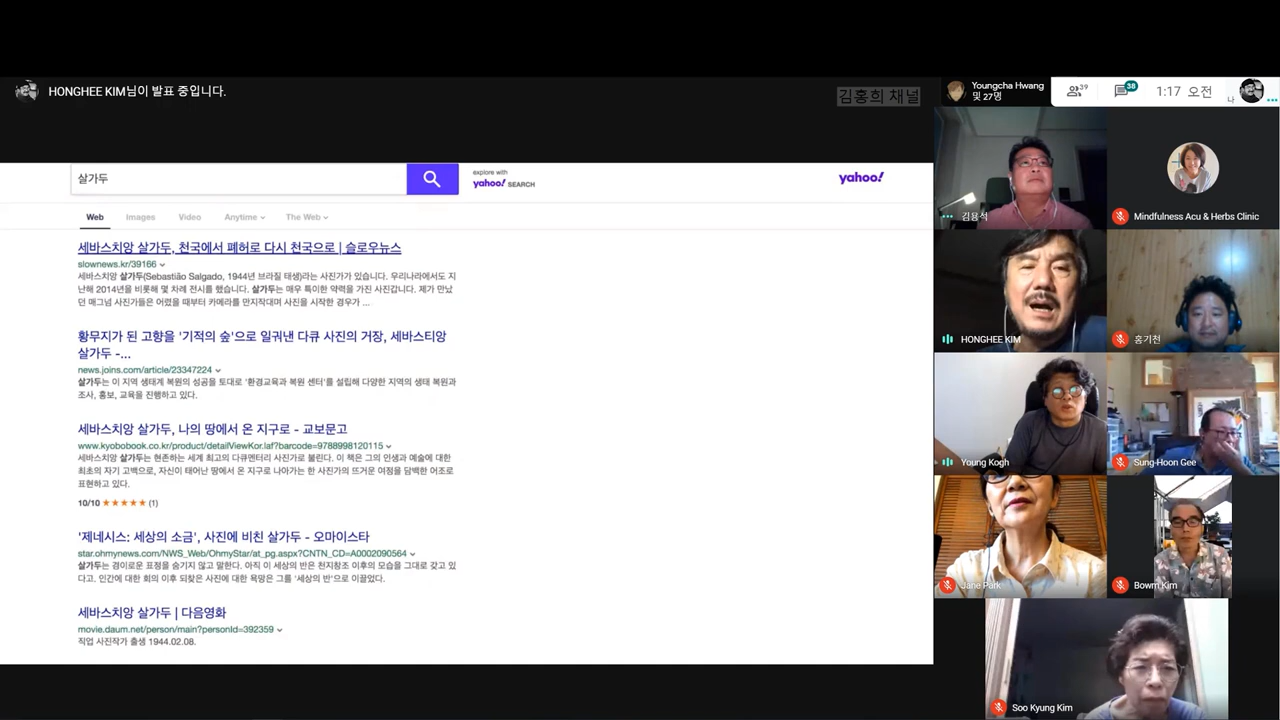 HONGHEE KIM님이 발표 중입니다.
김홍희 채널
Youngcha Hwang
및 27명
39
38
1:17 오전
나
살가두
explore with
yahoo! SEARCH
yahoo!
Web Images Video Anytime The Web
세바스치앙 살가두, 천국에서 폐허로 다시 천국으로 | 슬로우뉴스
slownews.kr/39166
세바스치앙 살가두(Sebastião Salgado, 1944년 브라질 태생)라는 사진가가 있습니다. 우리나라에서도 지
난해 2014년을 비롯해 몇 차례 전시를 했습니다. 살가두는 매우 특이한 약력을 가진 사진갑니다. 제가 만났
던 매그넘 사진가들은 어렸을 때부터 카메라를 만지작대며 사진을 시작한 경우가 ...
황무지가 된 고향을 '기적의 숲'으로 일궈낸 다큐 사진의 거장, 세바스티앙
살가두 -...
news.joins.com/article/23347224
살가두는 이 지역 생태계 복원의 성공을 토대로 '환경교육과 복원 센터'를 설립해 다양한 지역의 생태 복원과
조사, 홍보, 교육을 진행하고 있다.
세바스치앙 살가두, 나의 땅에서 온 지구로 - 교보문고
www.kyobobook.co.kr/product/detailViewKor.laf?barcode=9788998120115
세바스치앙 살가두는 현존하는 세계 최고의 다큐멘터리 사진가로 불린다. 이 책은 그의 인생과 예술에 대한
최초의 자기 고백으로, 자신이 태어난 땅에서 온 지구로 나아가는 한 사진가의 뜨거운 여정을 담백한 어조로
표현하고 있다.
10/10 ★★★★★ (1)
'제네시스: 세상의 소금', 사진에 비친 살가두 - 오마이스타
star.ohmynews.com/NWS_Web/OhmyStar/at_pg.aspx?CNTN_CD=A0002090564
살가두는 경이로운 표정을 숨기지 않고 말한다. 아직 이 세상의 반은 천지창조 이후의 모습을 그대로 갖고 있
다고. 인간에 대한 회의 이후 되찾은 사진에 대한 욕망은 그를 '세상의 반'으로 이끌었다.
세바스치앙 살가두 | 다음영화
movie.daum.net/person/main?personId=392359
직업 사진작가 출생 1944.02.08.
김용석
Mindfulness Acu & Herbs Clinic
HONGHEE KIM
홍기천
Young Kogh
Sung-Hoon Gee
Jane Park
Bowm Kim
Soo Kyung Kim